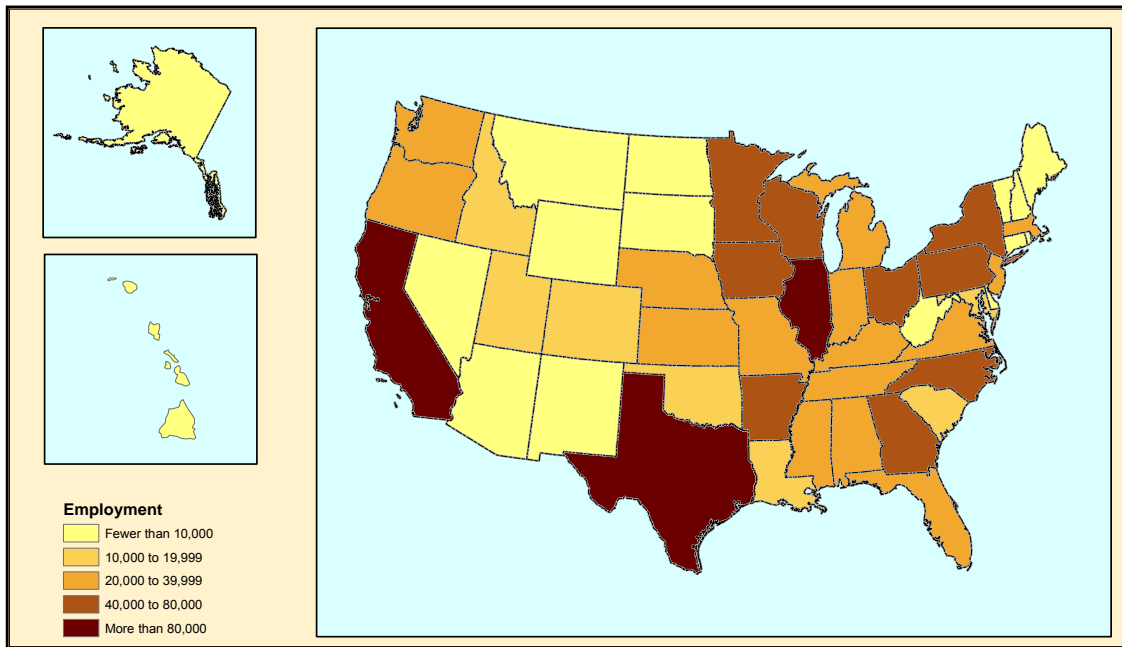 Employment
Fewer than 10,000
10,000 to 19,999
20,000 to 39,999
40,000 to 80,000
More than 80,000